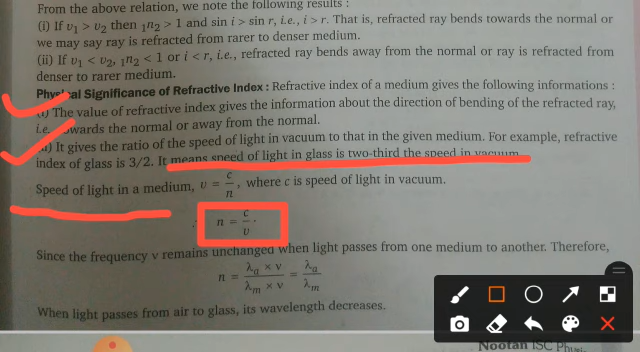 From the above relation, we note the following results :
(i) If υ₁ > υ₂ then ₁n₂ > 1 and sin i > sin r, i.e., i > r. That is, refracted ray bends towards the normal or
we may say ray is refracted from rarer to denser medium.
(ii) If υ₁ < υ₂, ₁n₂ < 1 or i < r, i.e., refracted ray bends away from the normal or ray is refracted from
denser to rarer medium.
Physical Significance of Refractive Index : Refractive index of a medium gives the following informations :
(i) The value of refractive index gives the information about the direction of bending of the refracted ray,
i.e. towards the normal or away from the normal.
(ii) It gives the ratio of the speed of light in vacuum to that in the given medium. For example, refractive
index of glass is 3/2. It means speed of light in glass is two-third the speed in vacuum.
Speed of light in a medium, υ = c/n, where c is speed of light in vacuum.
∴ n = c/υ.
Since the frequency ν remains unchanged when light passes from one medium to another. Therefore,
n = λₐ × ν / λₘ × ν = λₐ / λₘ
When light passes from air to glass, its wavelength decreases.
Nootan ISC Physi